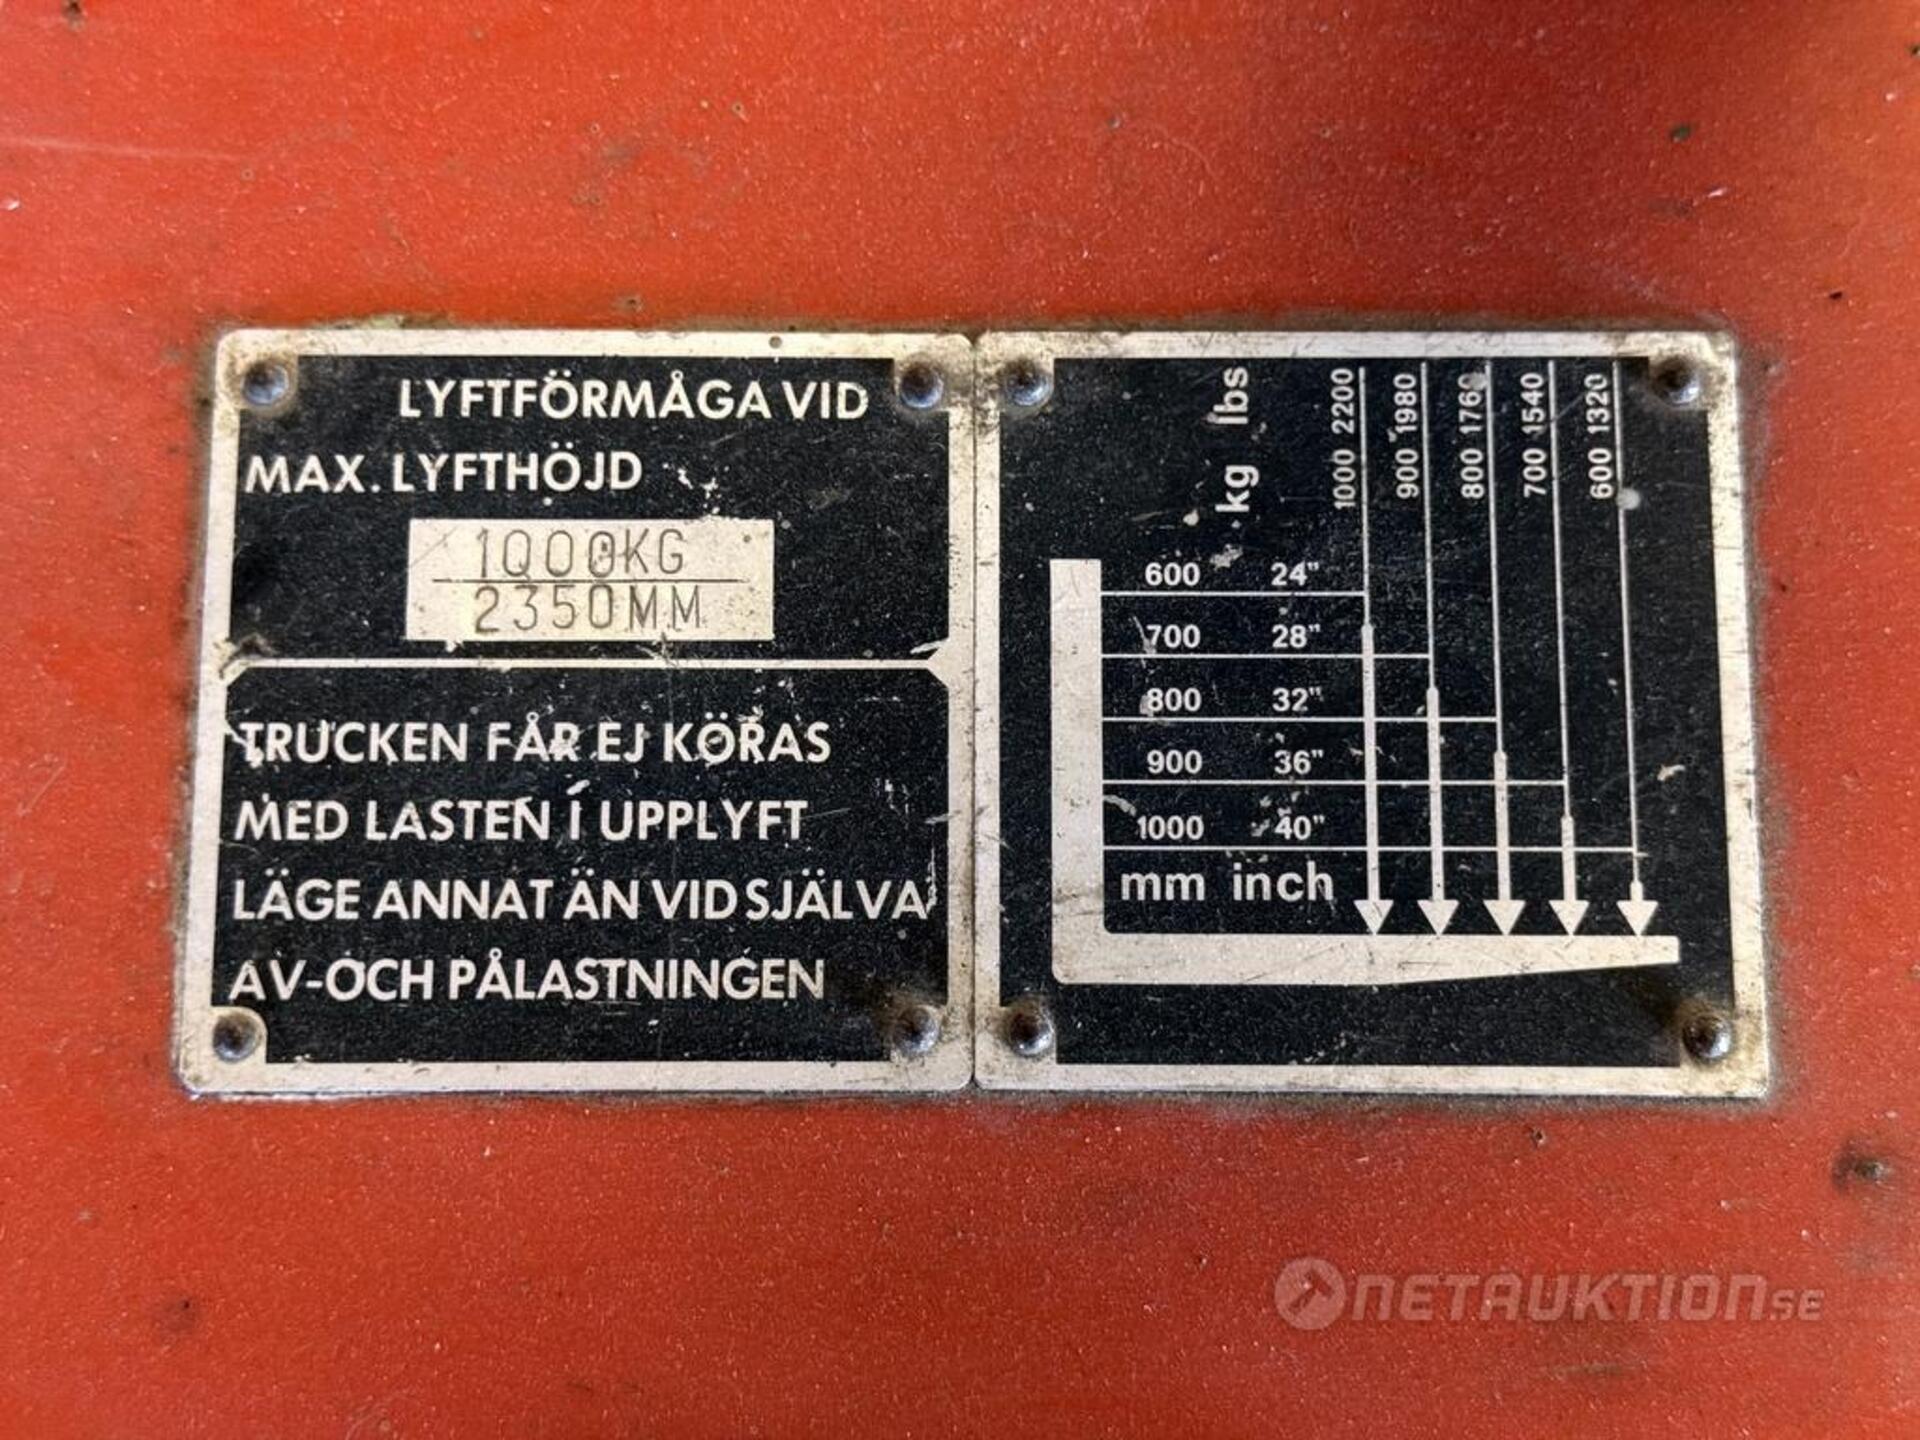 LYFTFÖRMÅGA VID
MAX. LYFTHÖJD
1000KG
2350MM
TRUCKEN FÅR EJ KÖRAS
MED LASTEN I UPPLYFT
LÄGE ANNAT ÄN VID SJÄLVA
AV-OCH PÅLASTNINGEN
kg lbs
1000 2200
900 1980
800 1760
700 1540
600 1320
600 24"
700 28"
800 32"
900 36"
1000 40"
mm inch
NETAUKTION.SE